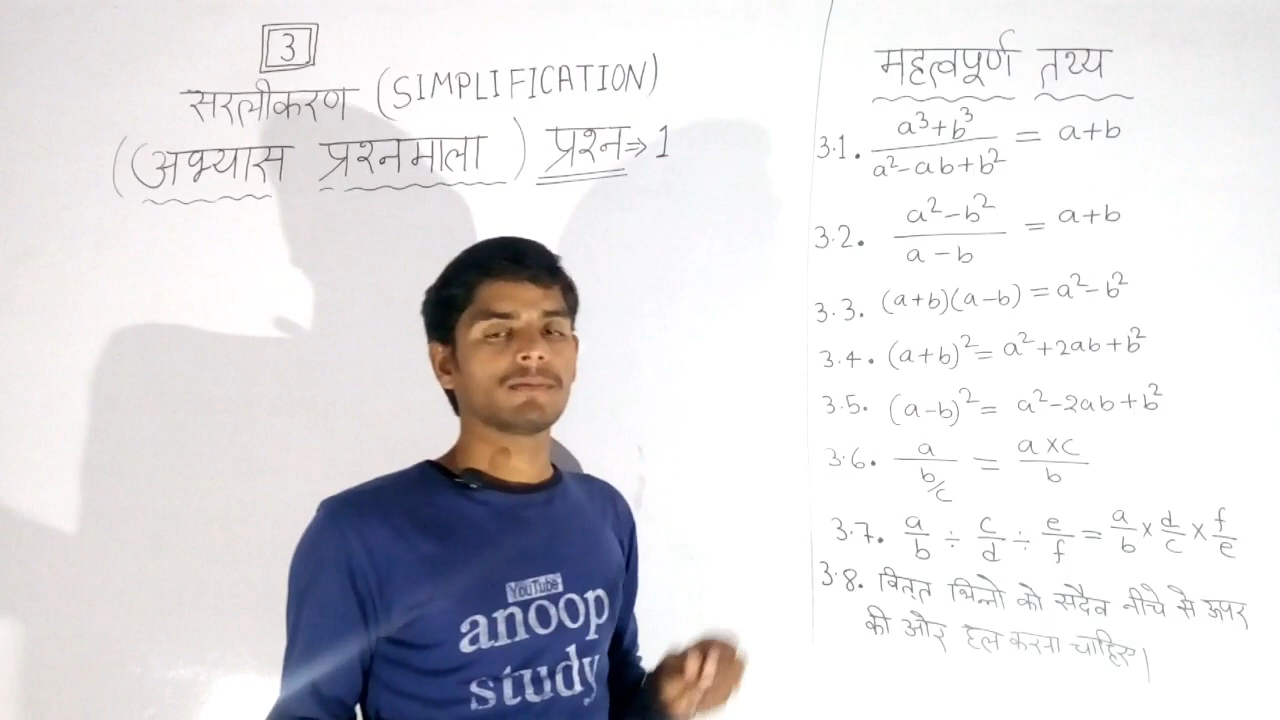 3
सरलीकरण (SIMPLIFICATION)
(अभ्यास प्रश्नमाला) प्रश्न⇒1
महत्वपूर्ण तथ्य
3.1. a³+b³ / a²-ab+b² = a+b
3.2. a²-b² / a-b = a+b
3.3. (a+b)(a-b) = a²-b²
3.4. (a+b)² = a²+2ab+b²
3.5. (a-b)² = a²-2ab+b²
3.6. a / b/c = a×c / b
3.7. a/b ÷ c/d ÷ e/f = a/b × d/c × f/e
3.8. वितत भिन्नो को सदैव नीचे से ऊपर
की ओर हल करना चाहिए।
YouTube
anoop
study